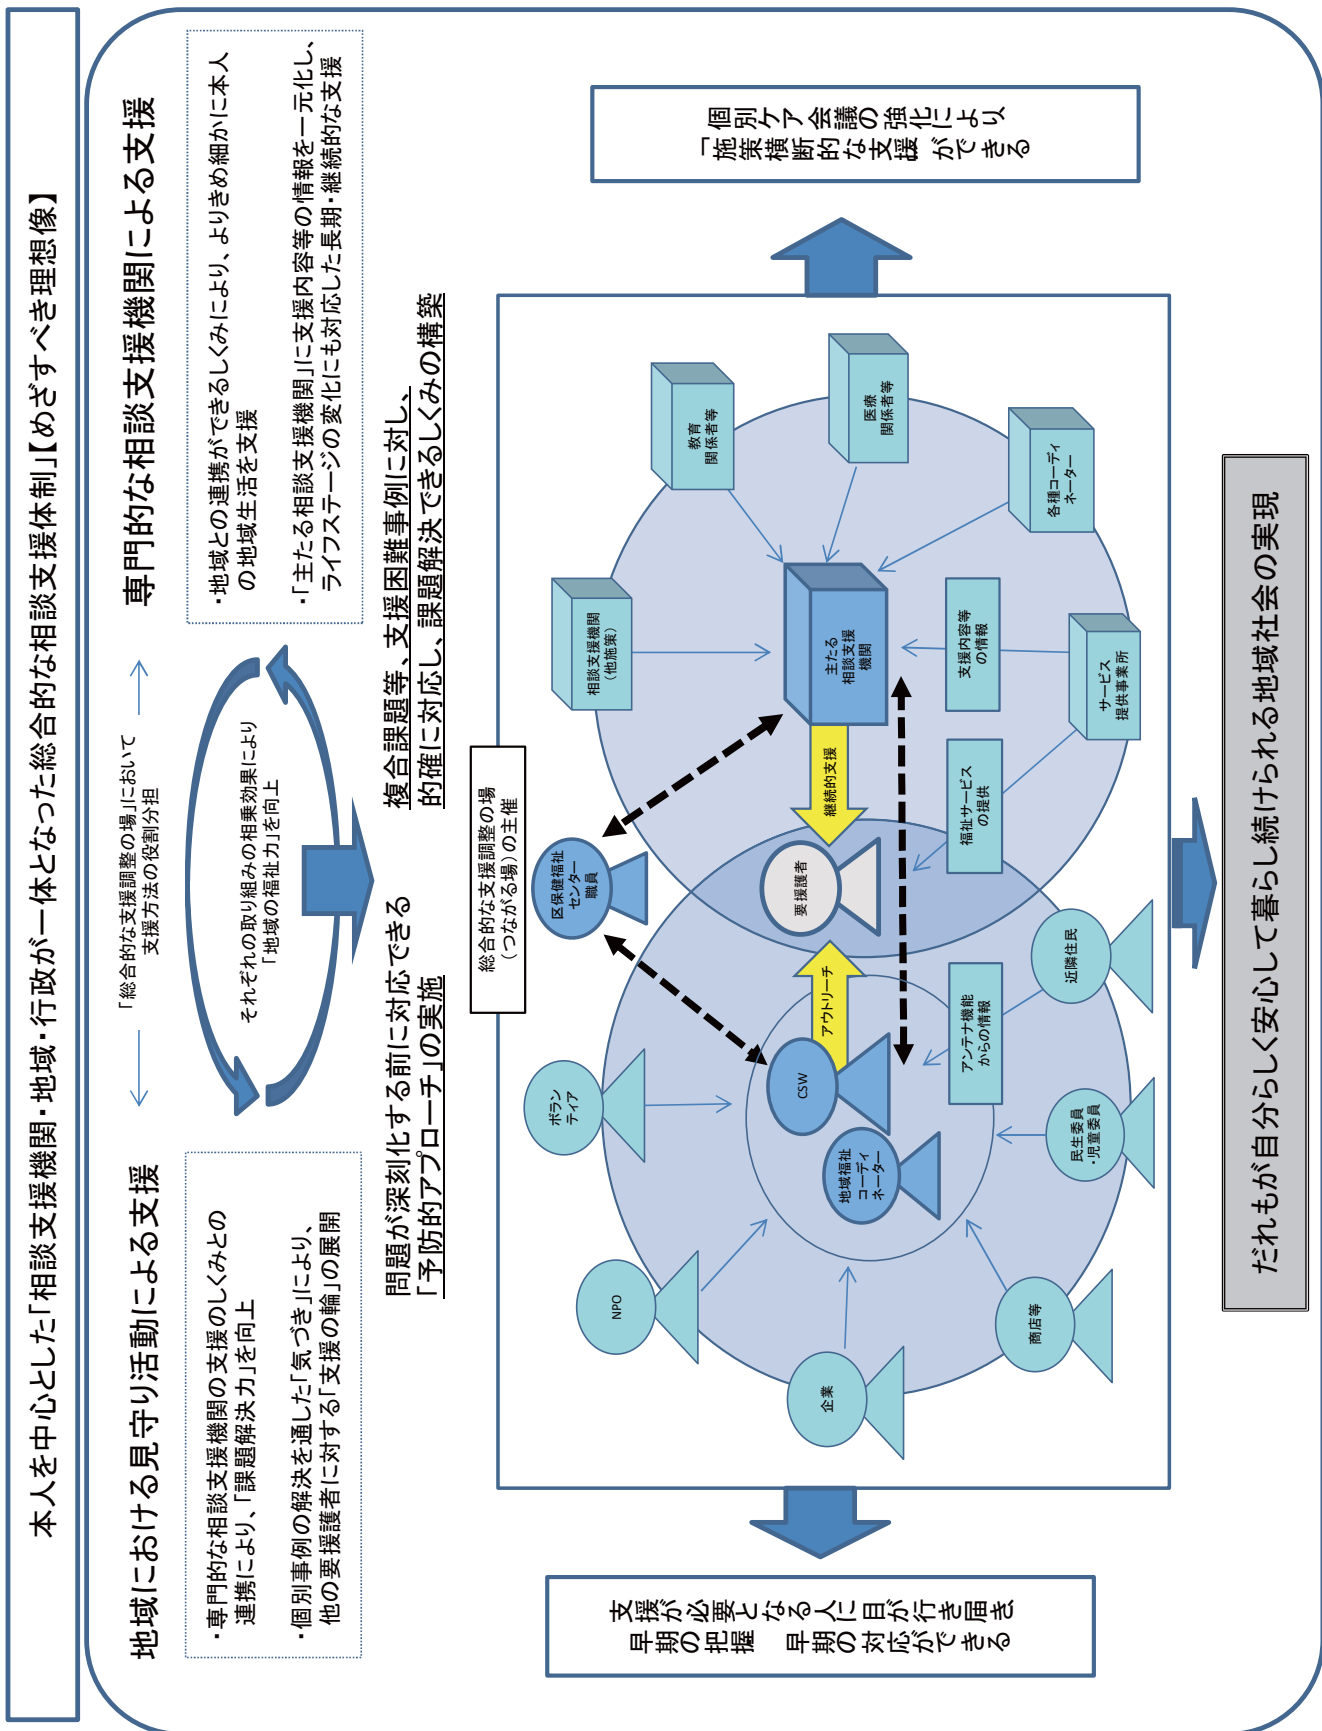 本人を中心とした「相談支援機関・地域・行政が一体となった総合的な相談支援体制」【めざすべき理想像】
地域における見守り活動による支援
・専門的な相談支援機関の支援のしくみとの
連携により、「課題解決力」を向上
・個別事例の解決を通した「気づき」により、
他の要援護者に対する「支援の輪」の展開
「総合的な支援調整の場」において
支援方法の役割分担
それぞれの取り組みの相乗効果により
「地域の福祉力」を向上
専門的な相談支援機関による支援
・地域との連携ができるしくみにより、よりきめ細かに本人
の地域生活を支援
・「主たる相談支援機関」に支援内容等の情報を一元化し、
ライフステージの変化にも対応した長期・継続的な支援
問題が深刻化する前に対応できる
「予防的アプローチ」の実施
複合課題等、支援困難事例に対し、
的確に対応し、課題解決できるしくみの構築
総合的な支援調整の場
（つながる場）の主催
区保健福祉
センター
職員
ボラン
ティア
NPO
企業
商店等
民生委員
・児童委員
近隣住民
CSW
地域福祉
コーディ
ネーター
アウトリーチ
アンテナ機能
からの情報
要援護者
継続的支援
福祉サービス
の提供
主たる
相談支援
機関
支援内容等
の情報
相談支援機関
（他施策）
教育
関係者等
医療
関係者等
各種コーディ
ネーター
サービス
提供事業所
支援が必要となる人に目が行き届き
早期の把握　早期の対応ができる
個別ケア会議の強化により
「施策横断的な支援」ができる
だれもが自分らしく安心して暮らし続けられる地域社会の実現